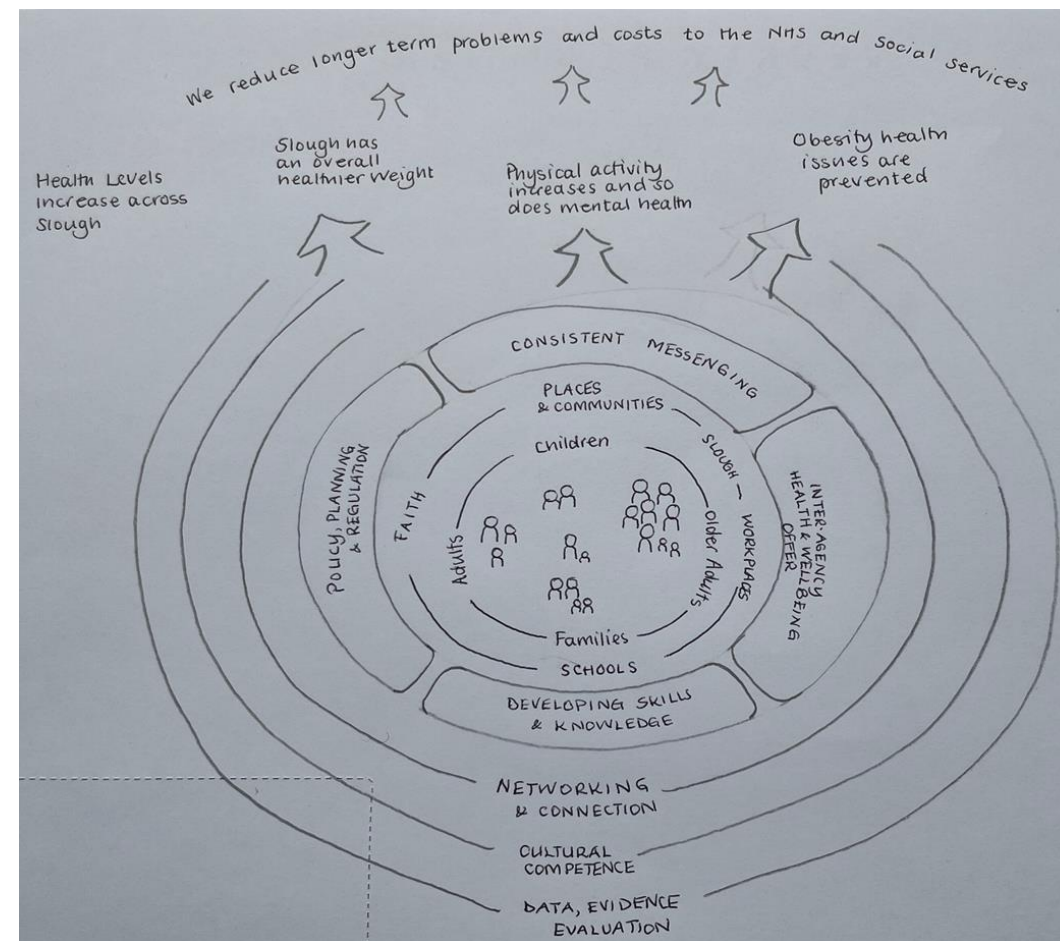 We reduce longer term problems and costs to the NHS and Social services
Slough has
an overall
healthier weight
Obesity health
issues are
prevented
Health Levels
increase across
Slough
Physical activity
increases and so
does mental health
CONSISTENT MESSENGING
PLACES
& COMMUNITIES
Children
POLICY, PLANNING
& REGULATION
FAITH
Adults
Older Adults
SLOUGH - WORKPLACES
INTER-AGENCY
HEALTH & WELLBEING
OFFER
Families
SCHOOLS
DEVELOPING SKILLS
& KNOWLEDGE
NETWORKING
& CONNECTION
CULTURAL
COMPETENCE
DATA, EVIDENCE
EVALUATION